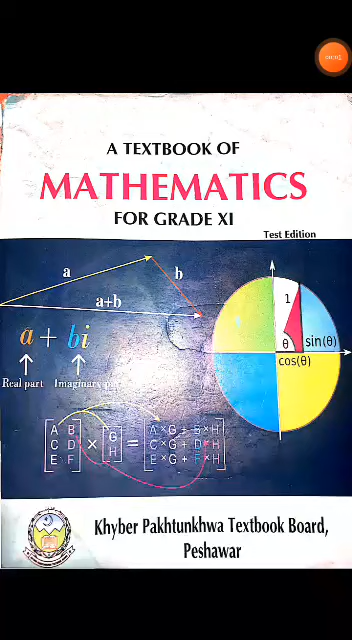 A TEXTBOOK OF
MATHEMATICS
FOR GRADE XI
Test Edition
a
b
a+b
1
θ
sin(θ)
cos(θ)
a + bi
Real part Imaginary
A B
C D
E F
×
G
H
=
A×G + B×H
C×G + D×H
E×G + F×H
Khyber Pakhtunkhwa Textbook Board,
Peshawar